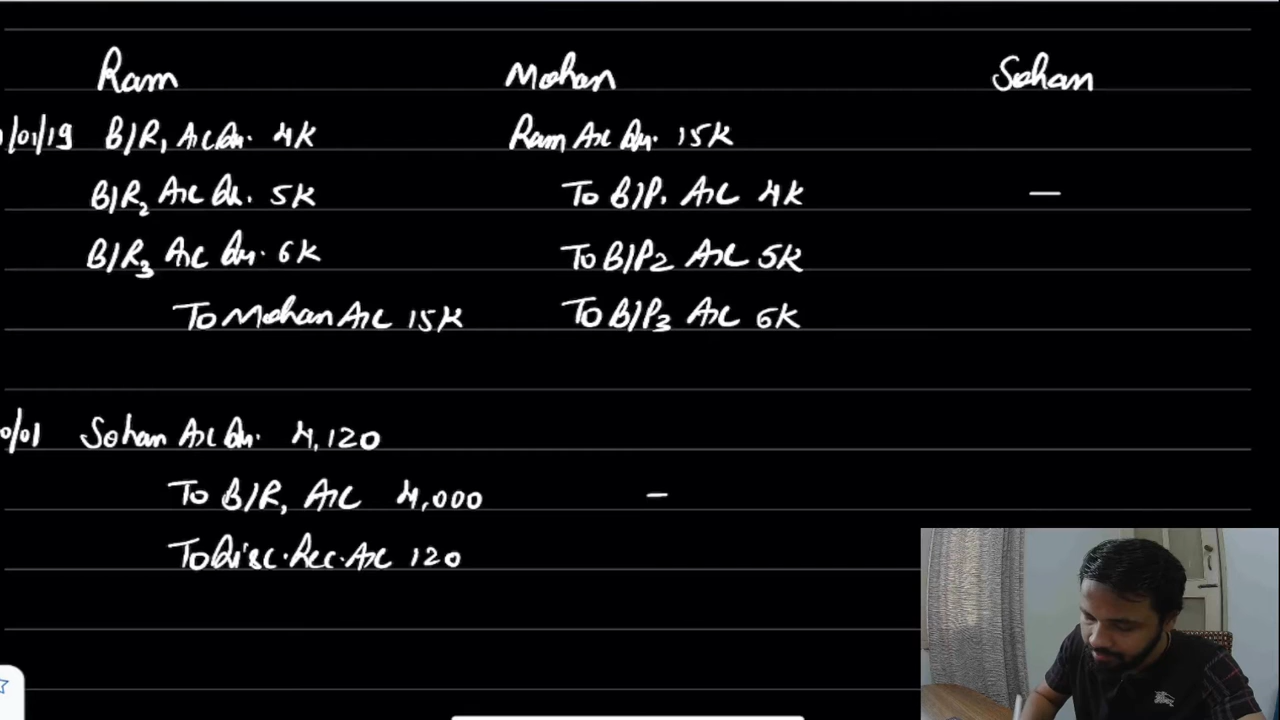 Ram Mohan Sohan
/01/19 B/R1 A/C Dr. 4K Ram A/C Dr. 15K
B/R2 A/C Dr. 5K To B/P1 A/C 4K —
B/R3 A/C Dr. 6K To B/P2 A/C 5K
To Mohan A/C 15K To B/P3 A/C 6K
0/01 Sohan A/C Dr. 4,120
To B/R1 A/C 4,000 –
To Disc. Rec. A/C 120